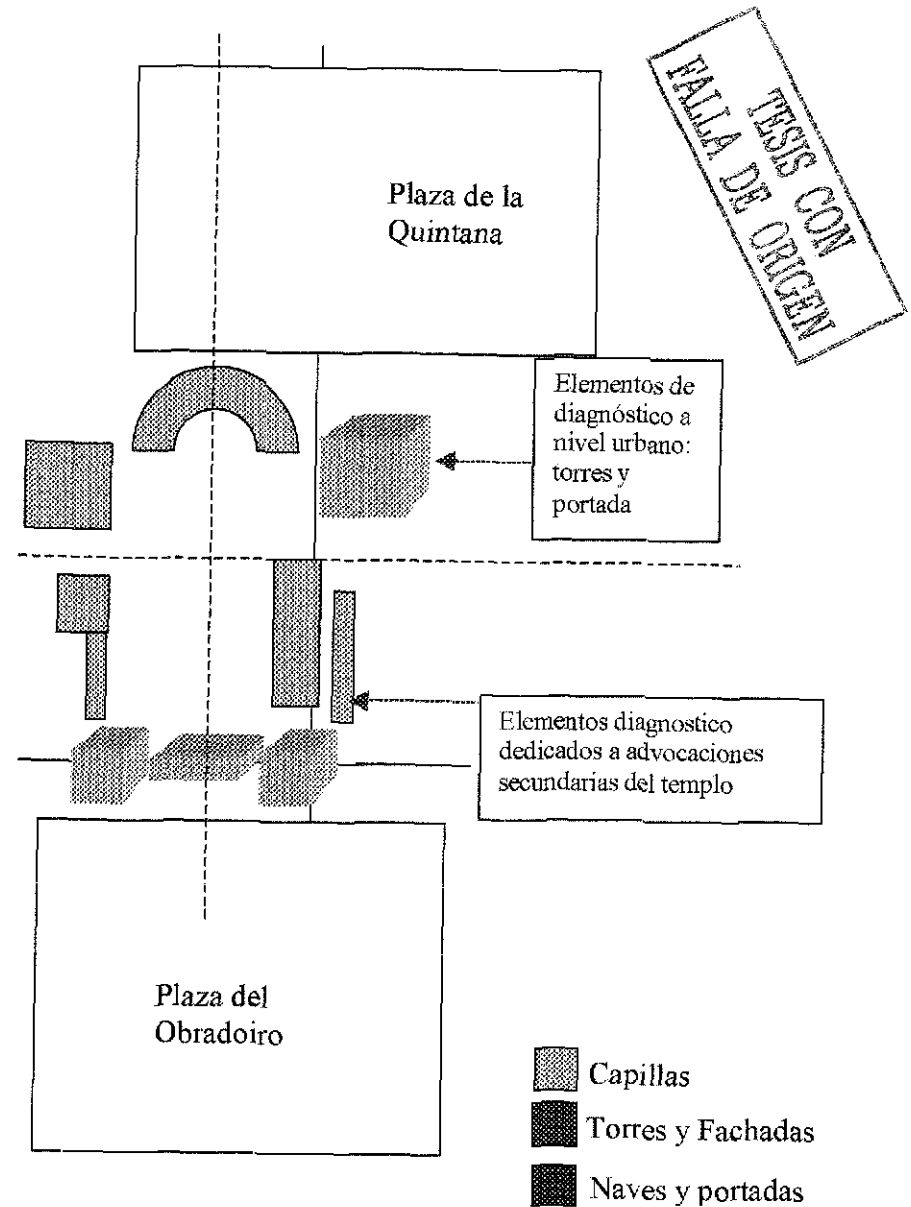 TESIS CON
FALLA DE ORIGEN
Plaza de la
Quintana
Elementos de
diagnóstico a
nivel urbano:
torres y
portada
Elementos diagnostico
dedicados a advocaciones
secundarias del templo
Plaza del
Obradoiro
Capillas
Torres y Fachadas
Naves y portadas